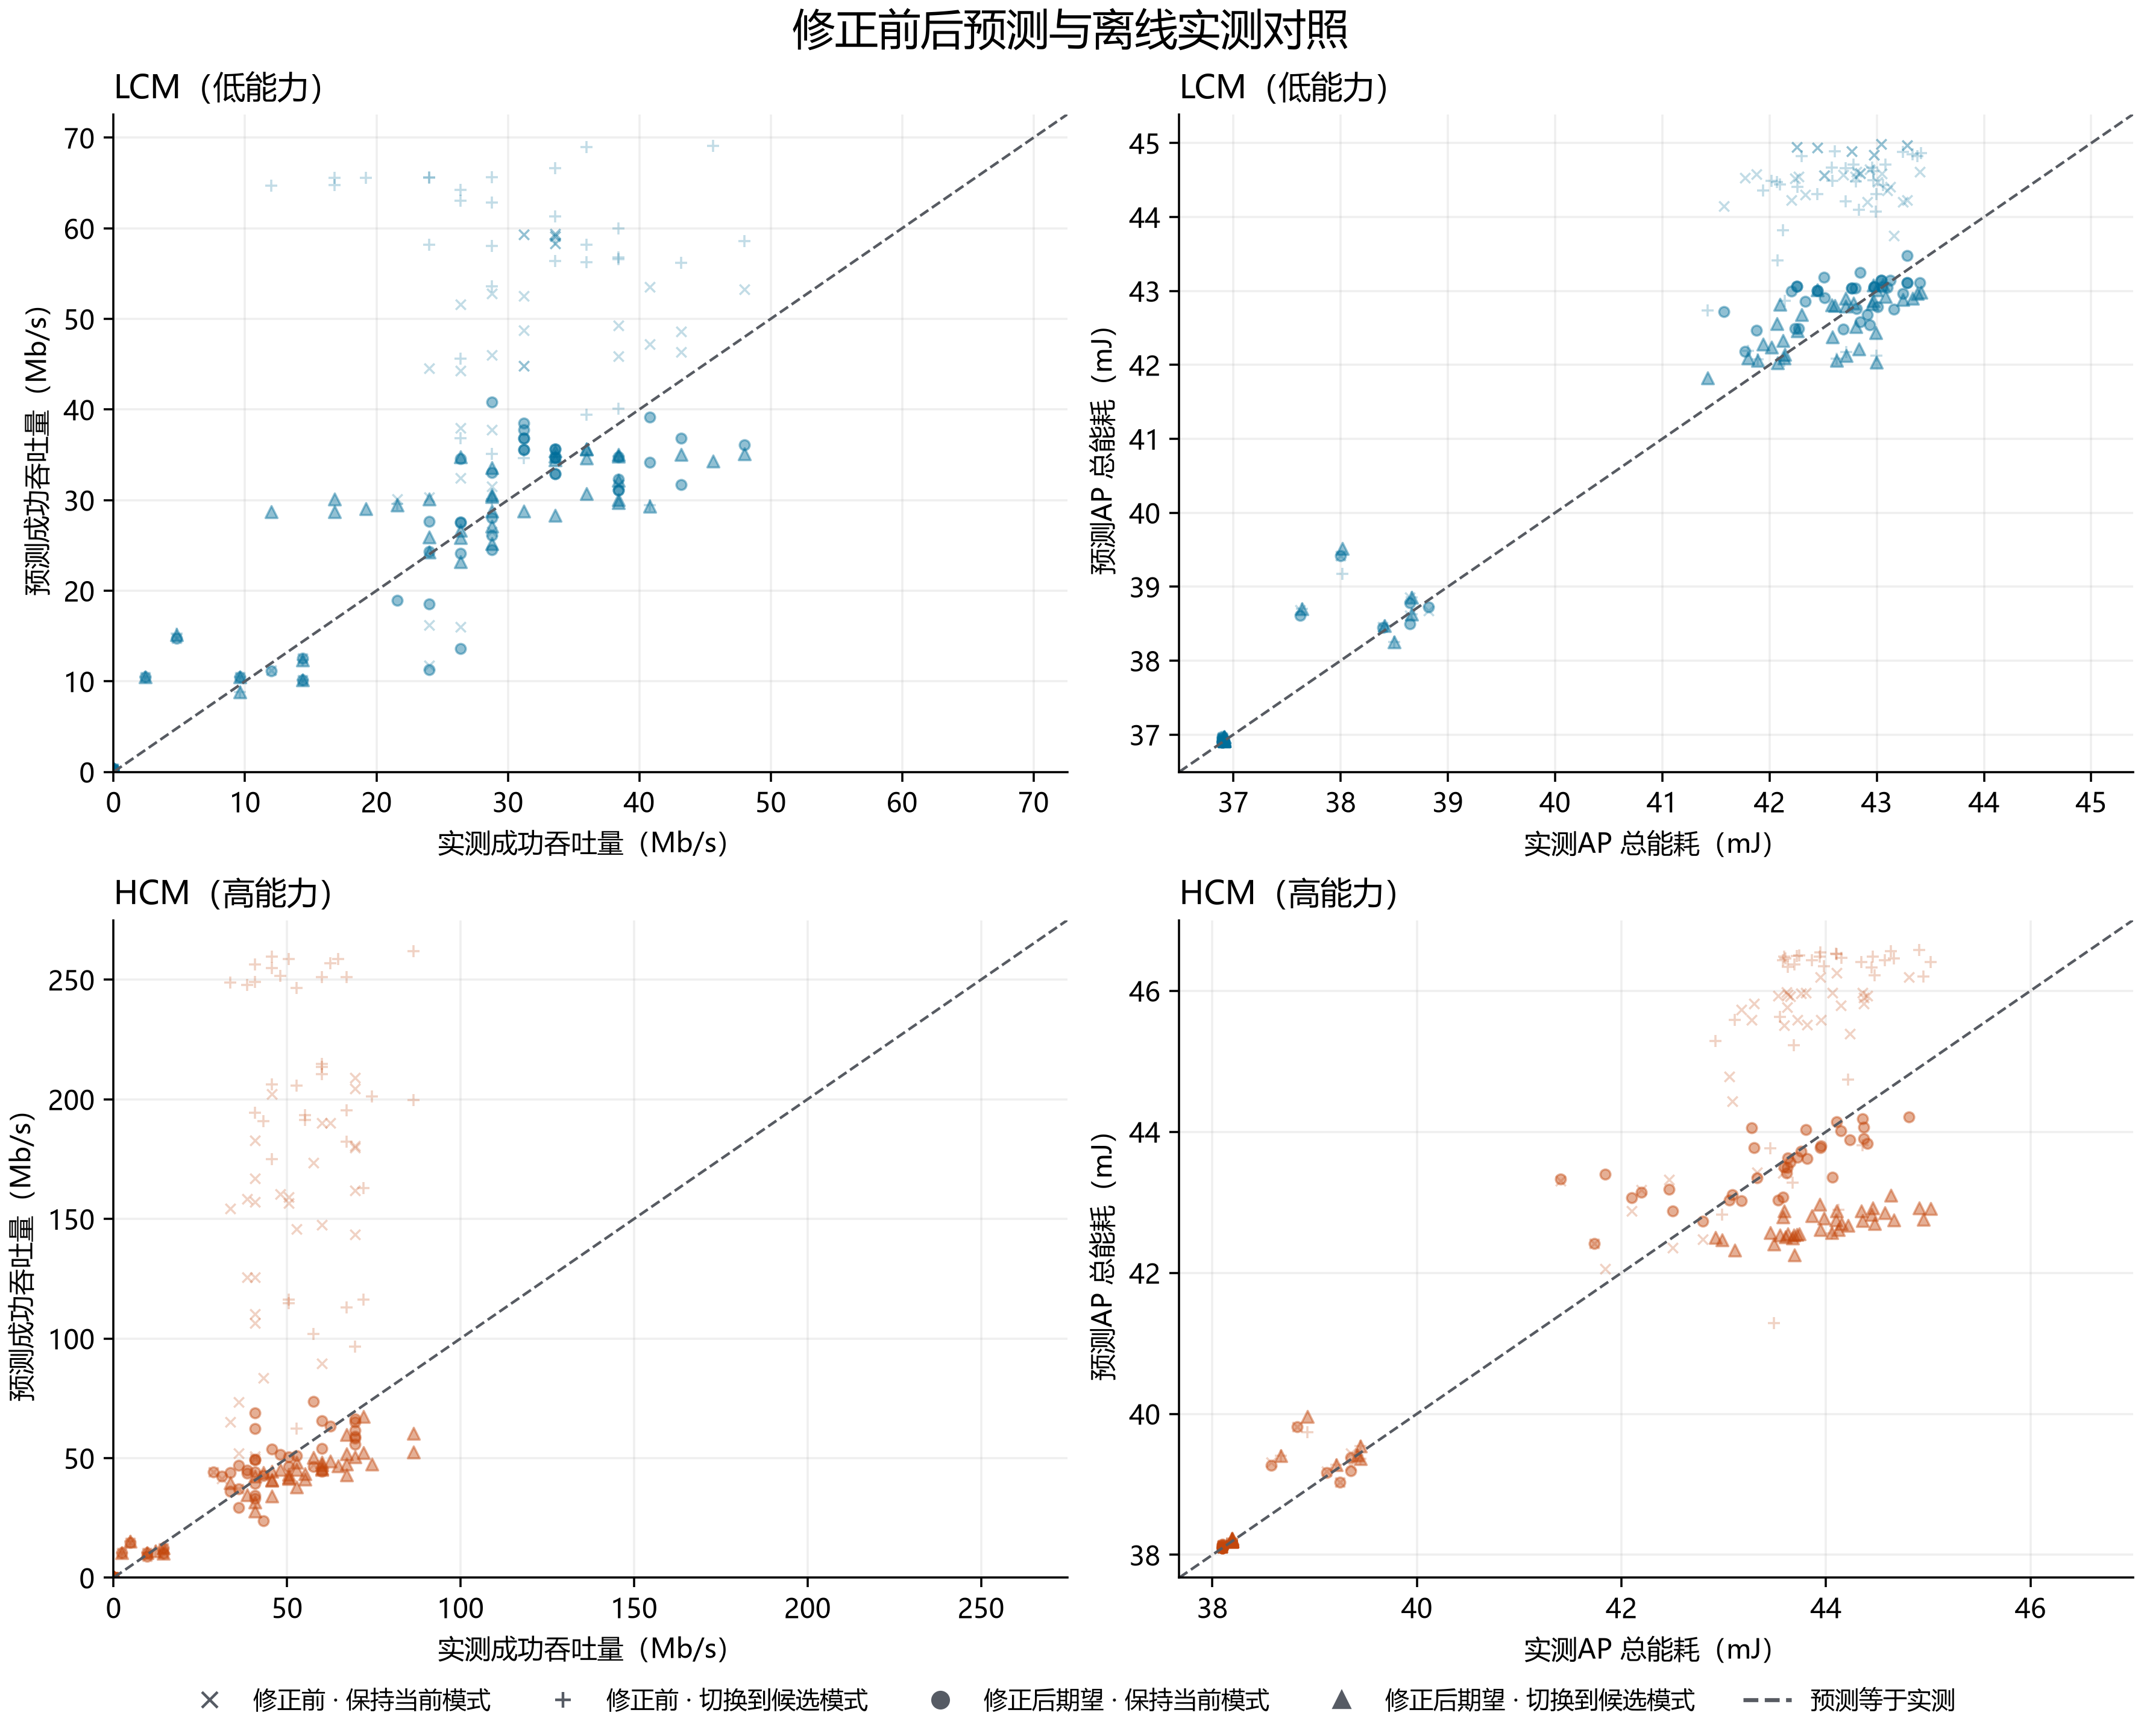 修正前后预测与离线实测对照
LCM（低能力）
预测成功吞吐量（Mb/s）
70
60
50
40
30
20
10
0
0 10 20 30 40 50 60 70
实测成功吞吐量（Mb/s）
LCM（低能力）
预测AP 总能耗（mJ）
45
44
43
42
41
40
39
38
37
37 38 39 40 41 42 43 44 45
实测AP 总能耗（mJ）
HCM（高能力）
预测成功吞吐量（Mb/s）
250
200
150
100
50
0
0 50 100 150 200 250
实测成功吞吐量（Mb/s）
HCM（高能力）
预测AP 总能耗（mJ）
46
44
42
40
38
38 40 42 44 46
实测AP 总能耗（mJ）
修正前 · 保持当前模式 修正前 · 切换到候选模式 修正后期望 · 保持当前模式 修正后期望 · 切换到候选模式 预测等于实测